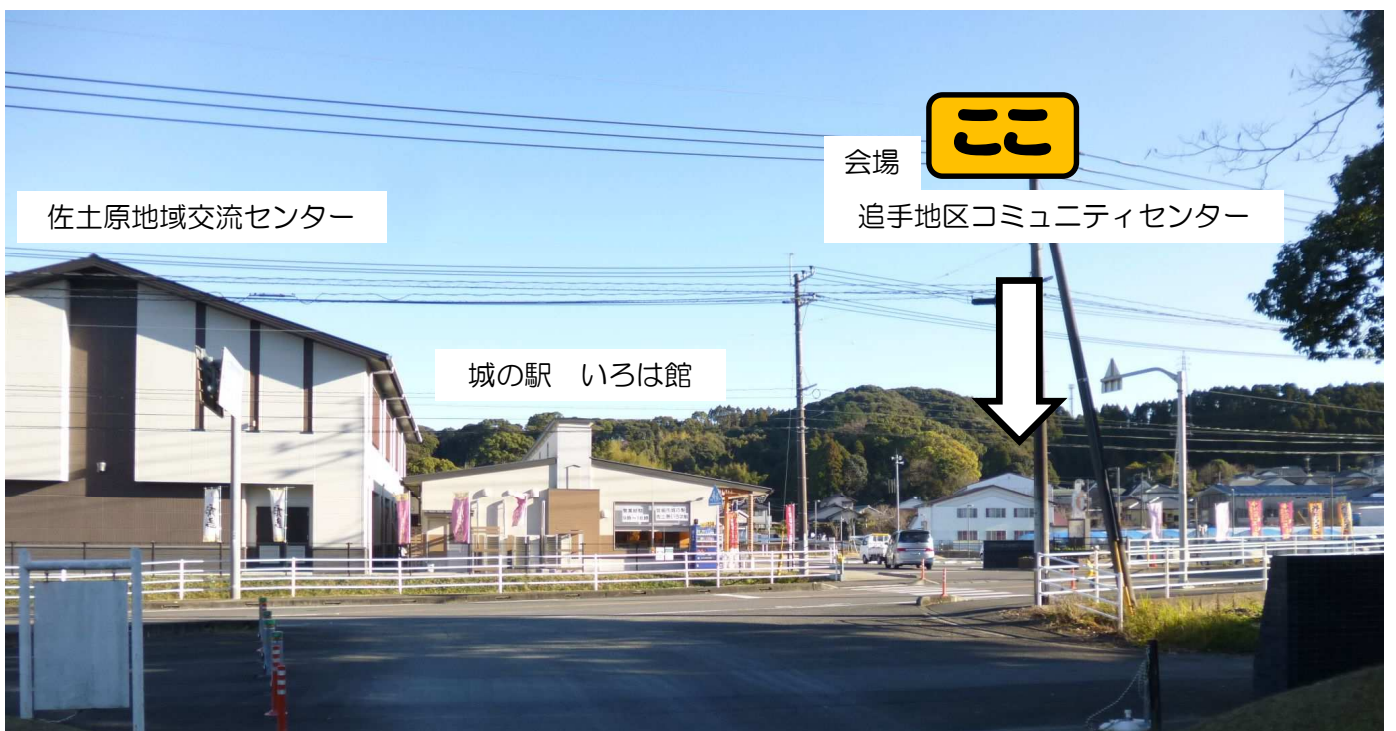 ここ
会場
追手地区コミュニティセンター
佐土原地域交流センター
城の駅　いろは館